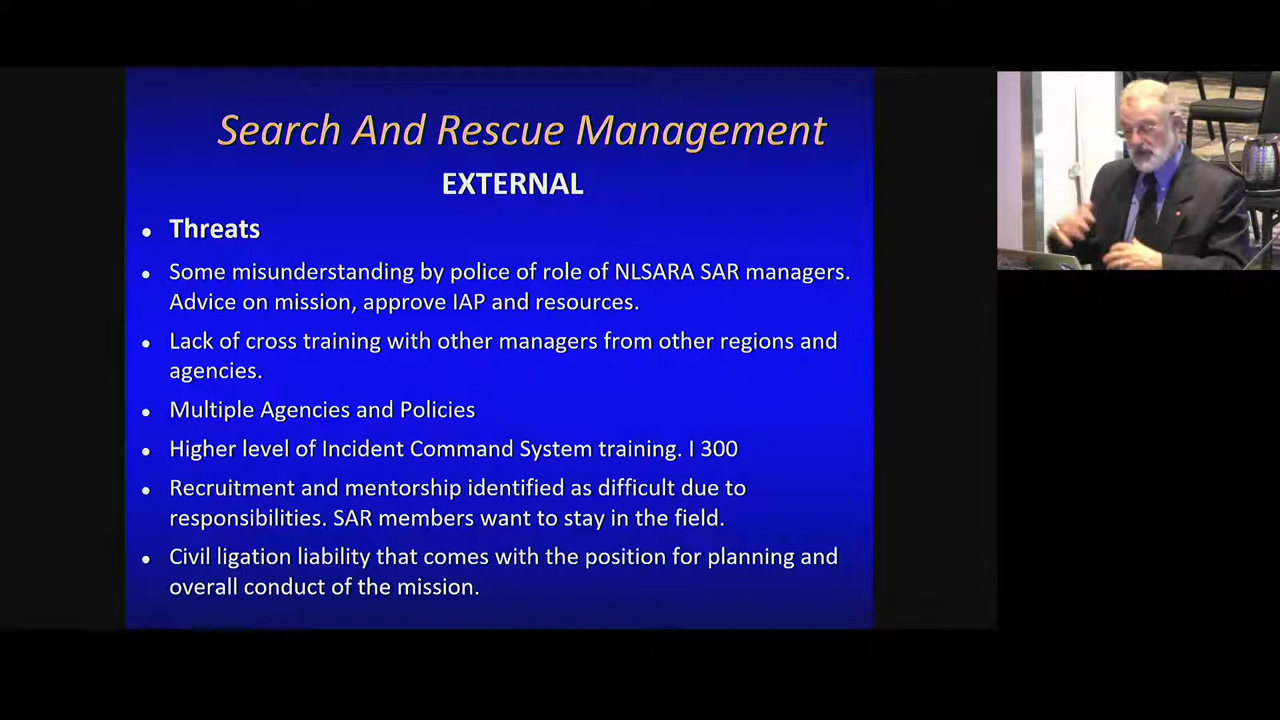 Search And Rescue Management
EXTERNAL
• Threats
• Some misunderstanding by police of role of NLSARA SAR managers.
Advice on mission, approve IAP and resources.
• Lack of cross training with other managers from other regions and
agencies.
• Multiple Agencies and Policies
• Higher level of Incident Command System training. I 300
• Recruitment and mentorship identified as difficult due to
responsibilities. SAR members want to stay in the field.
• Civil ligation liability that comes with the position for planning and
overall conduct of the mission.